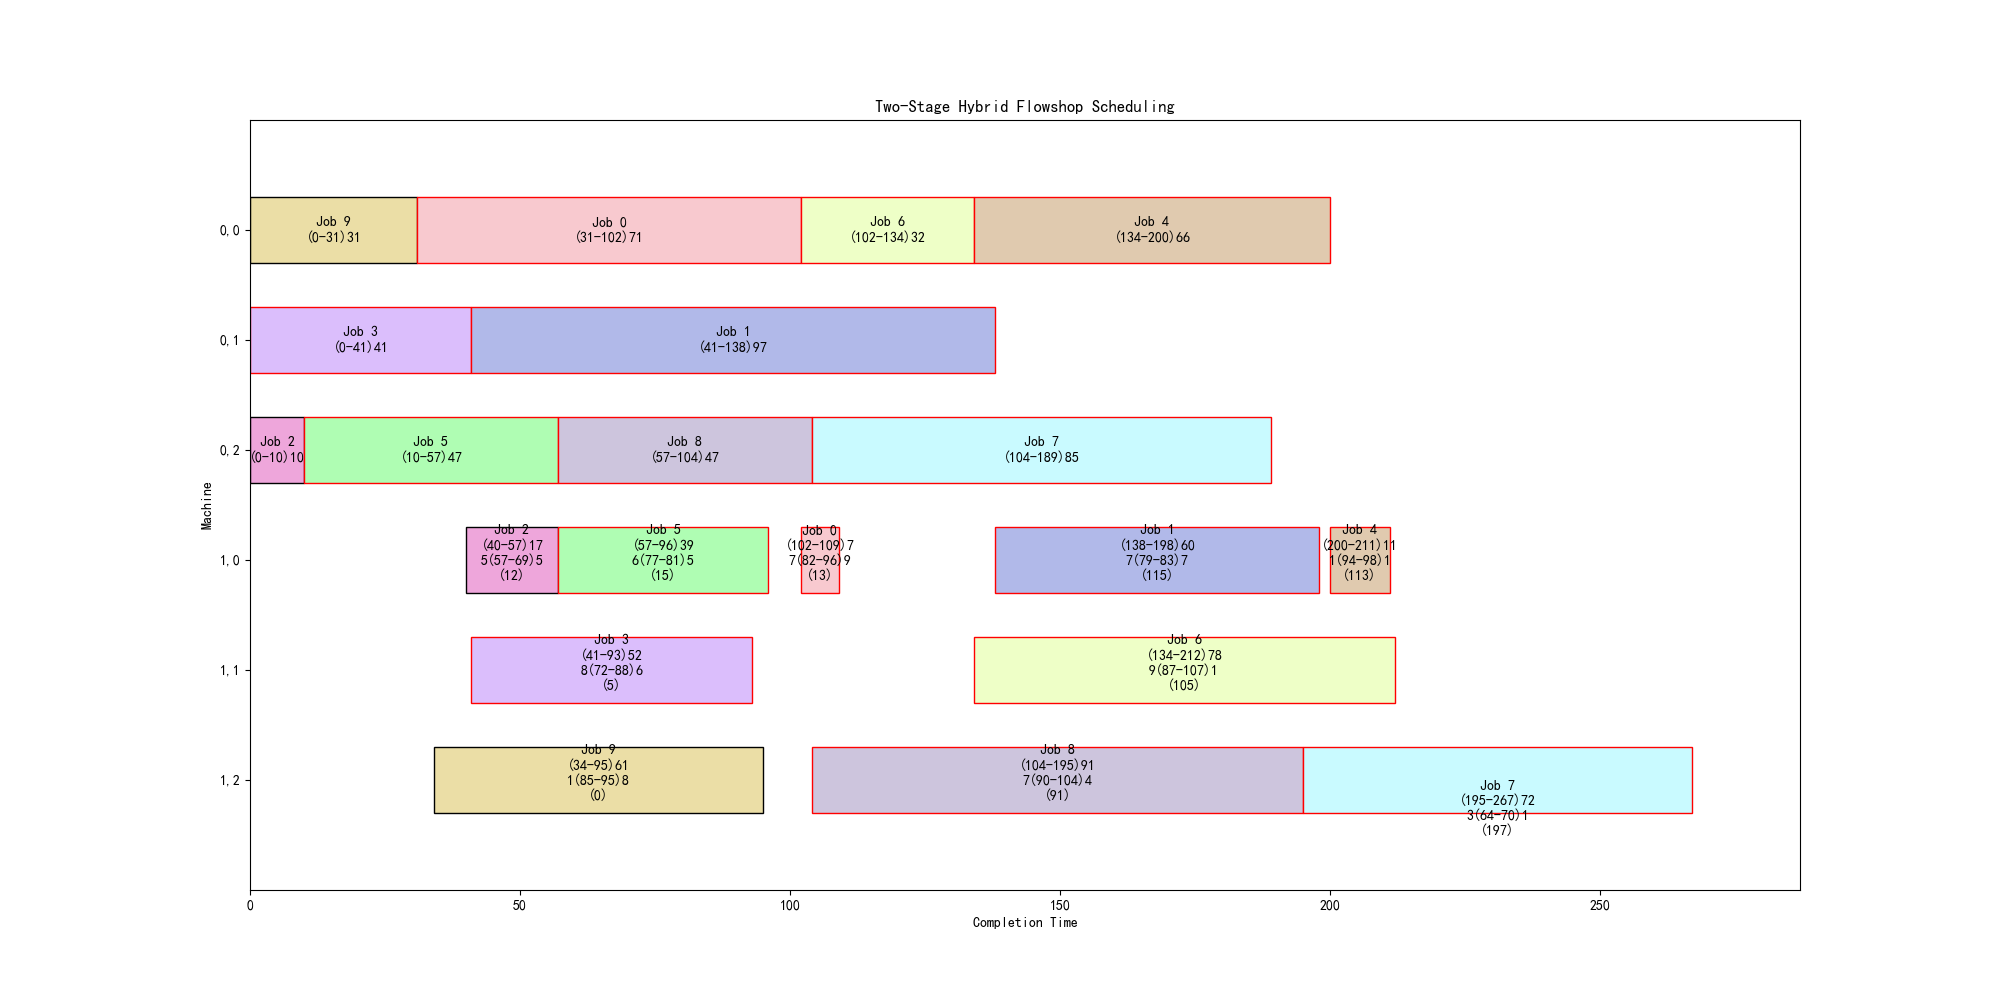 Two-Stage Hybrid Flowshop Scheduling
Machine
0,0
Job 9
(0-31)31
Job 0
(31-102)71
Job 6
(102-134)32
Job 4
(134-200)66
0,1
Job 3
(0-41)41
Job 1
(41-138)97
0,2
Job 2
(0-10)10
Job 5
(10-57)47
Job 8
(57-104)47
Job 7
(104-189)85
1,0
Job 2
(40-57)17
5(57-69)5
(12)
Job 5
(57-96)39
6(77-81)5
(15)
Job 0
(102-109)7
7(82-96)9
(13)
Job 1
(138-198)60
7(79-83)7
(115)
Job 4
(200-211)11
1(94-98)1
(113)
1,1
Job 3
(41-93)52
8(72-88)6
(5)
Job 6
(134-212)78
9(87-107)1
(105)
1,2
Job 9
(34-95)61
1(85-95)8
(0)
Job 8
(104-195)91
7(90-104)4
(91)
Job 7
(195-267)72
3(64-70)1
(197)
0
50
100
150
200
250
Completion Time